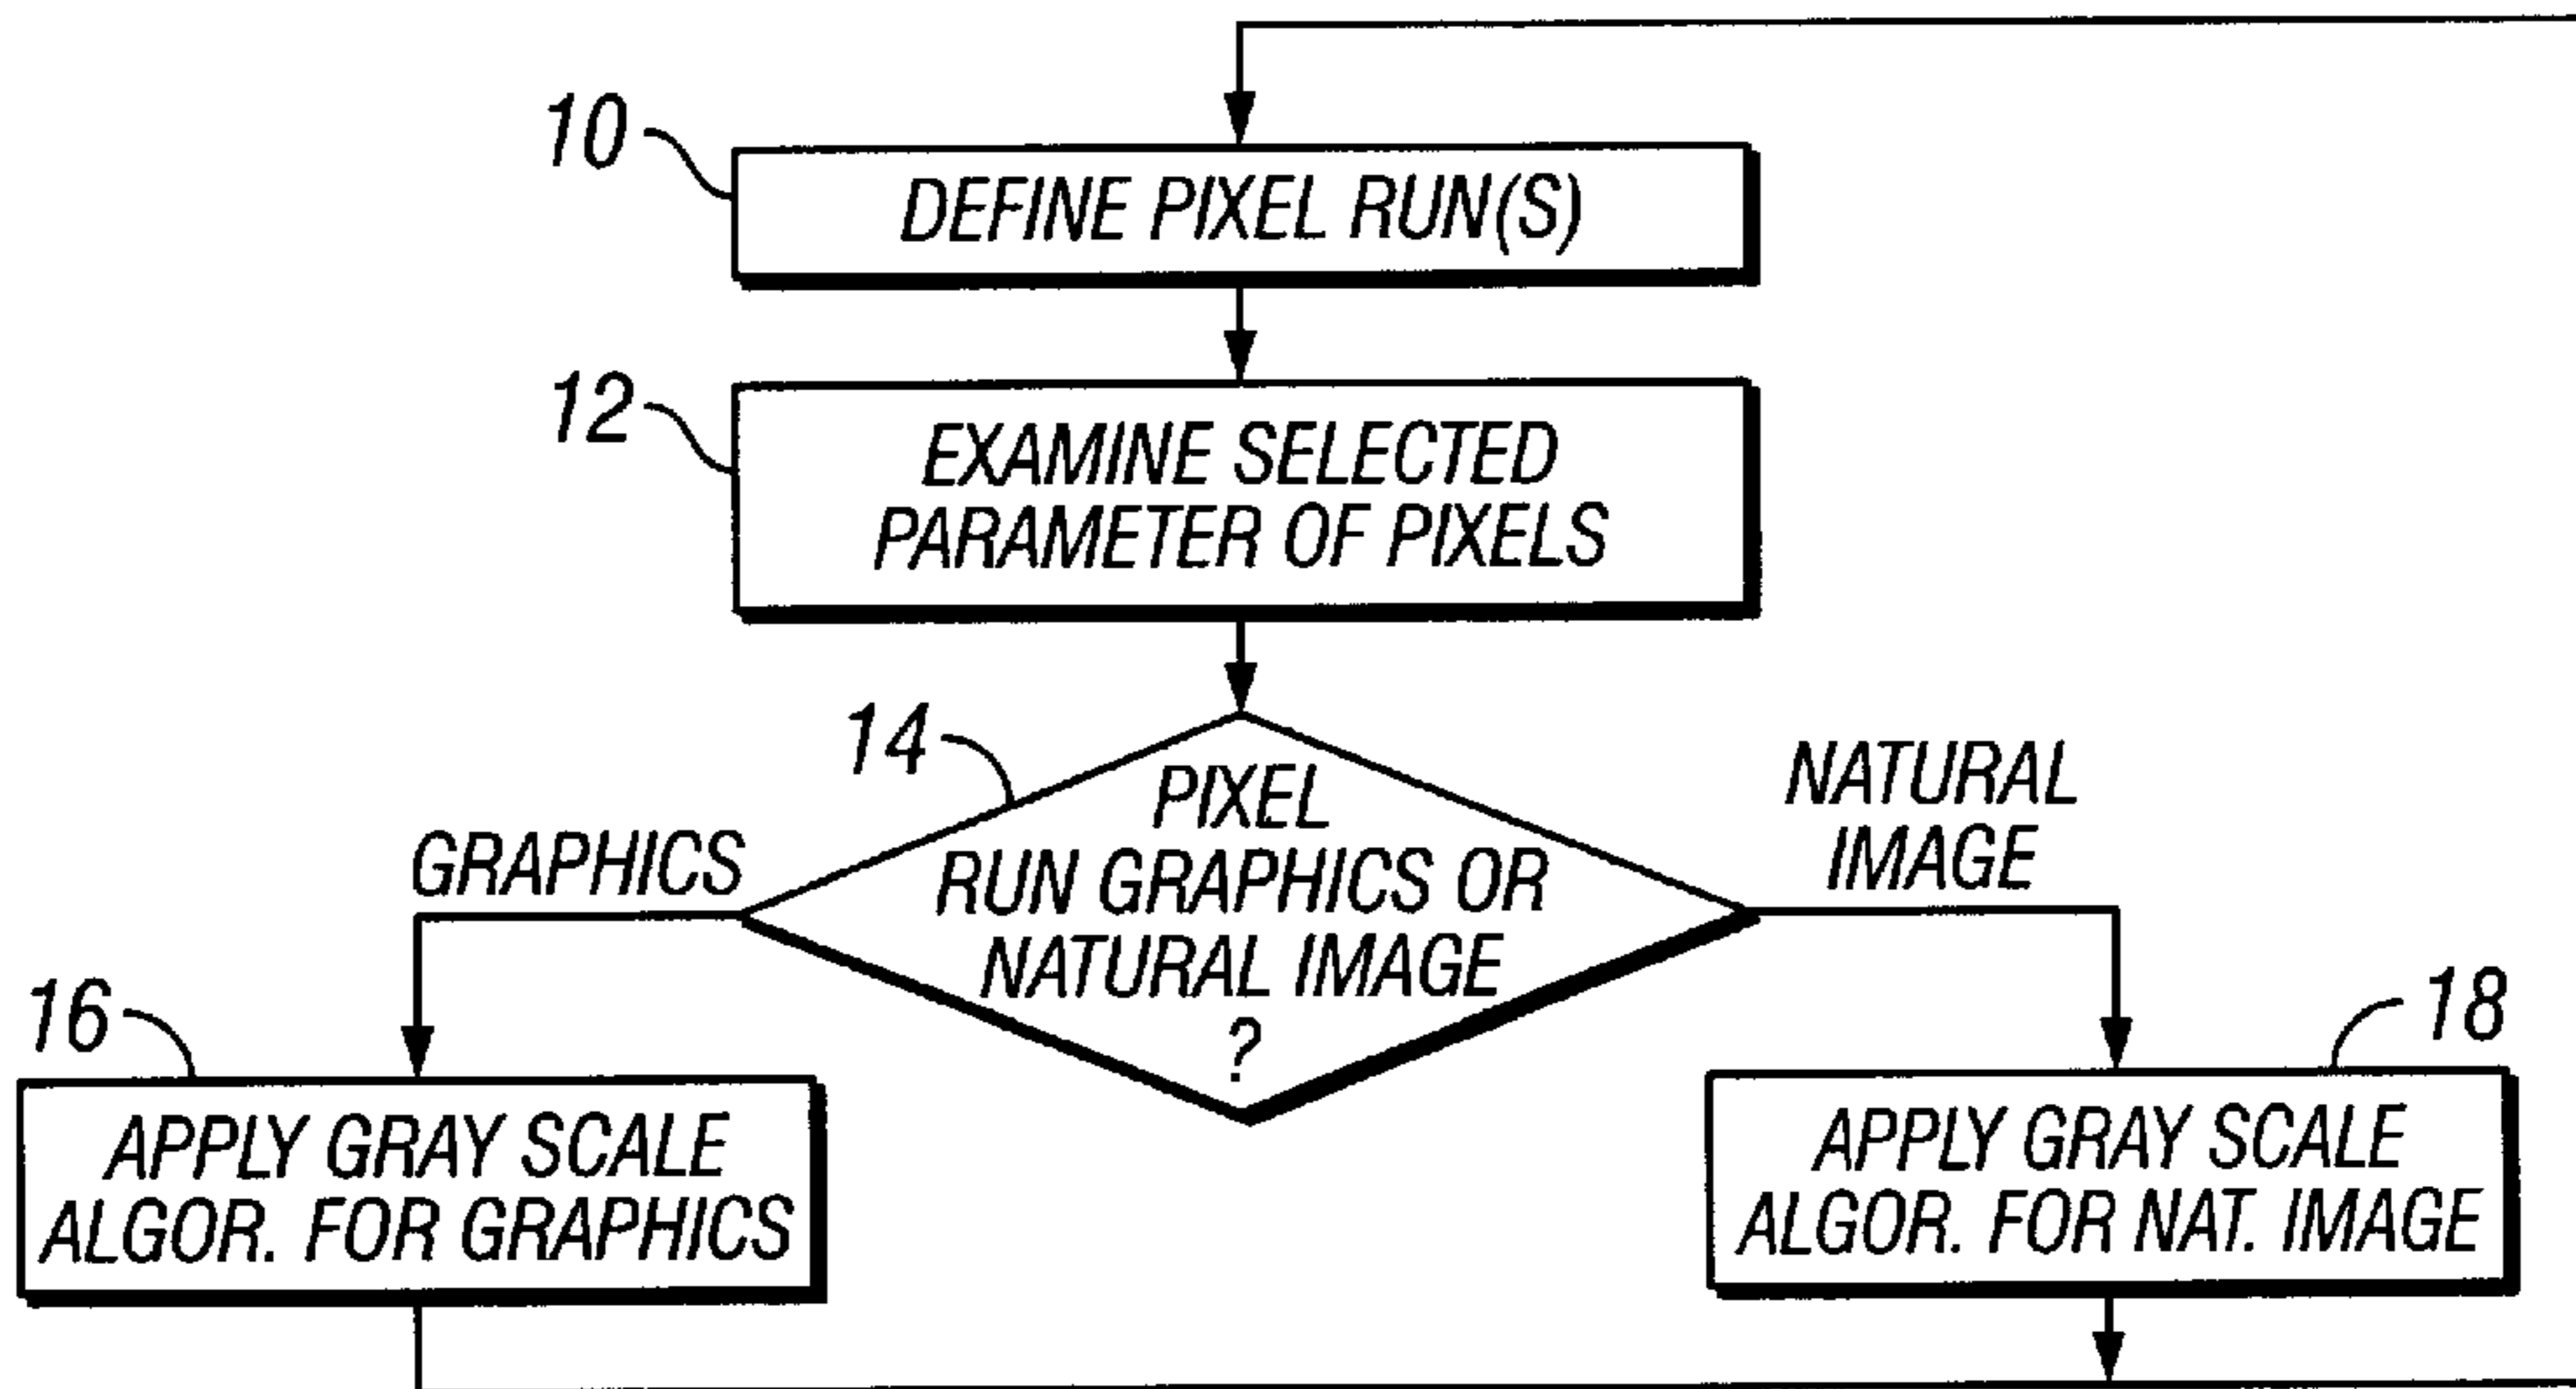 10
DEFINE PIXEL RUN(S)
12
EXAMINE SELECTED
PARAMETER OF PIXELS
14
PIXEL
RUN GRAPHICS OR
NATURAL IMAGE
?
GRAPHICS
NATURAL
IMAGE
16
APPLY GRAY SCALE
ALGOR. FOR GRAPHICS
18
APPLY GRAY SCALE
ALGOR. FOR NAT. IMAGE